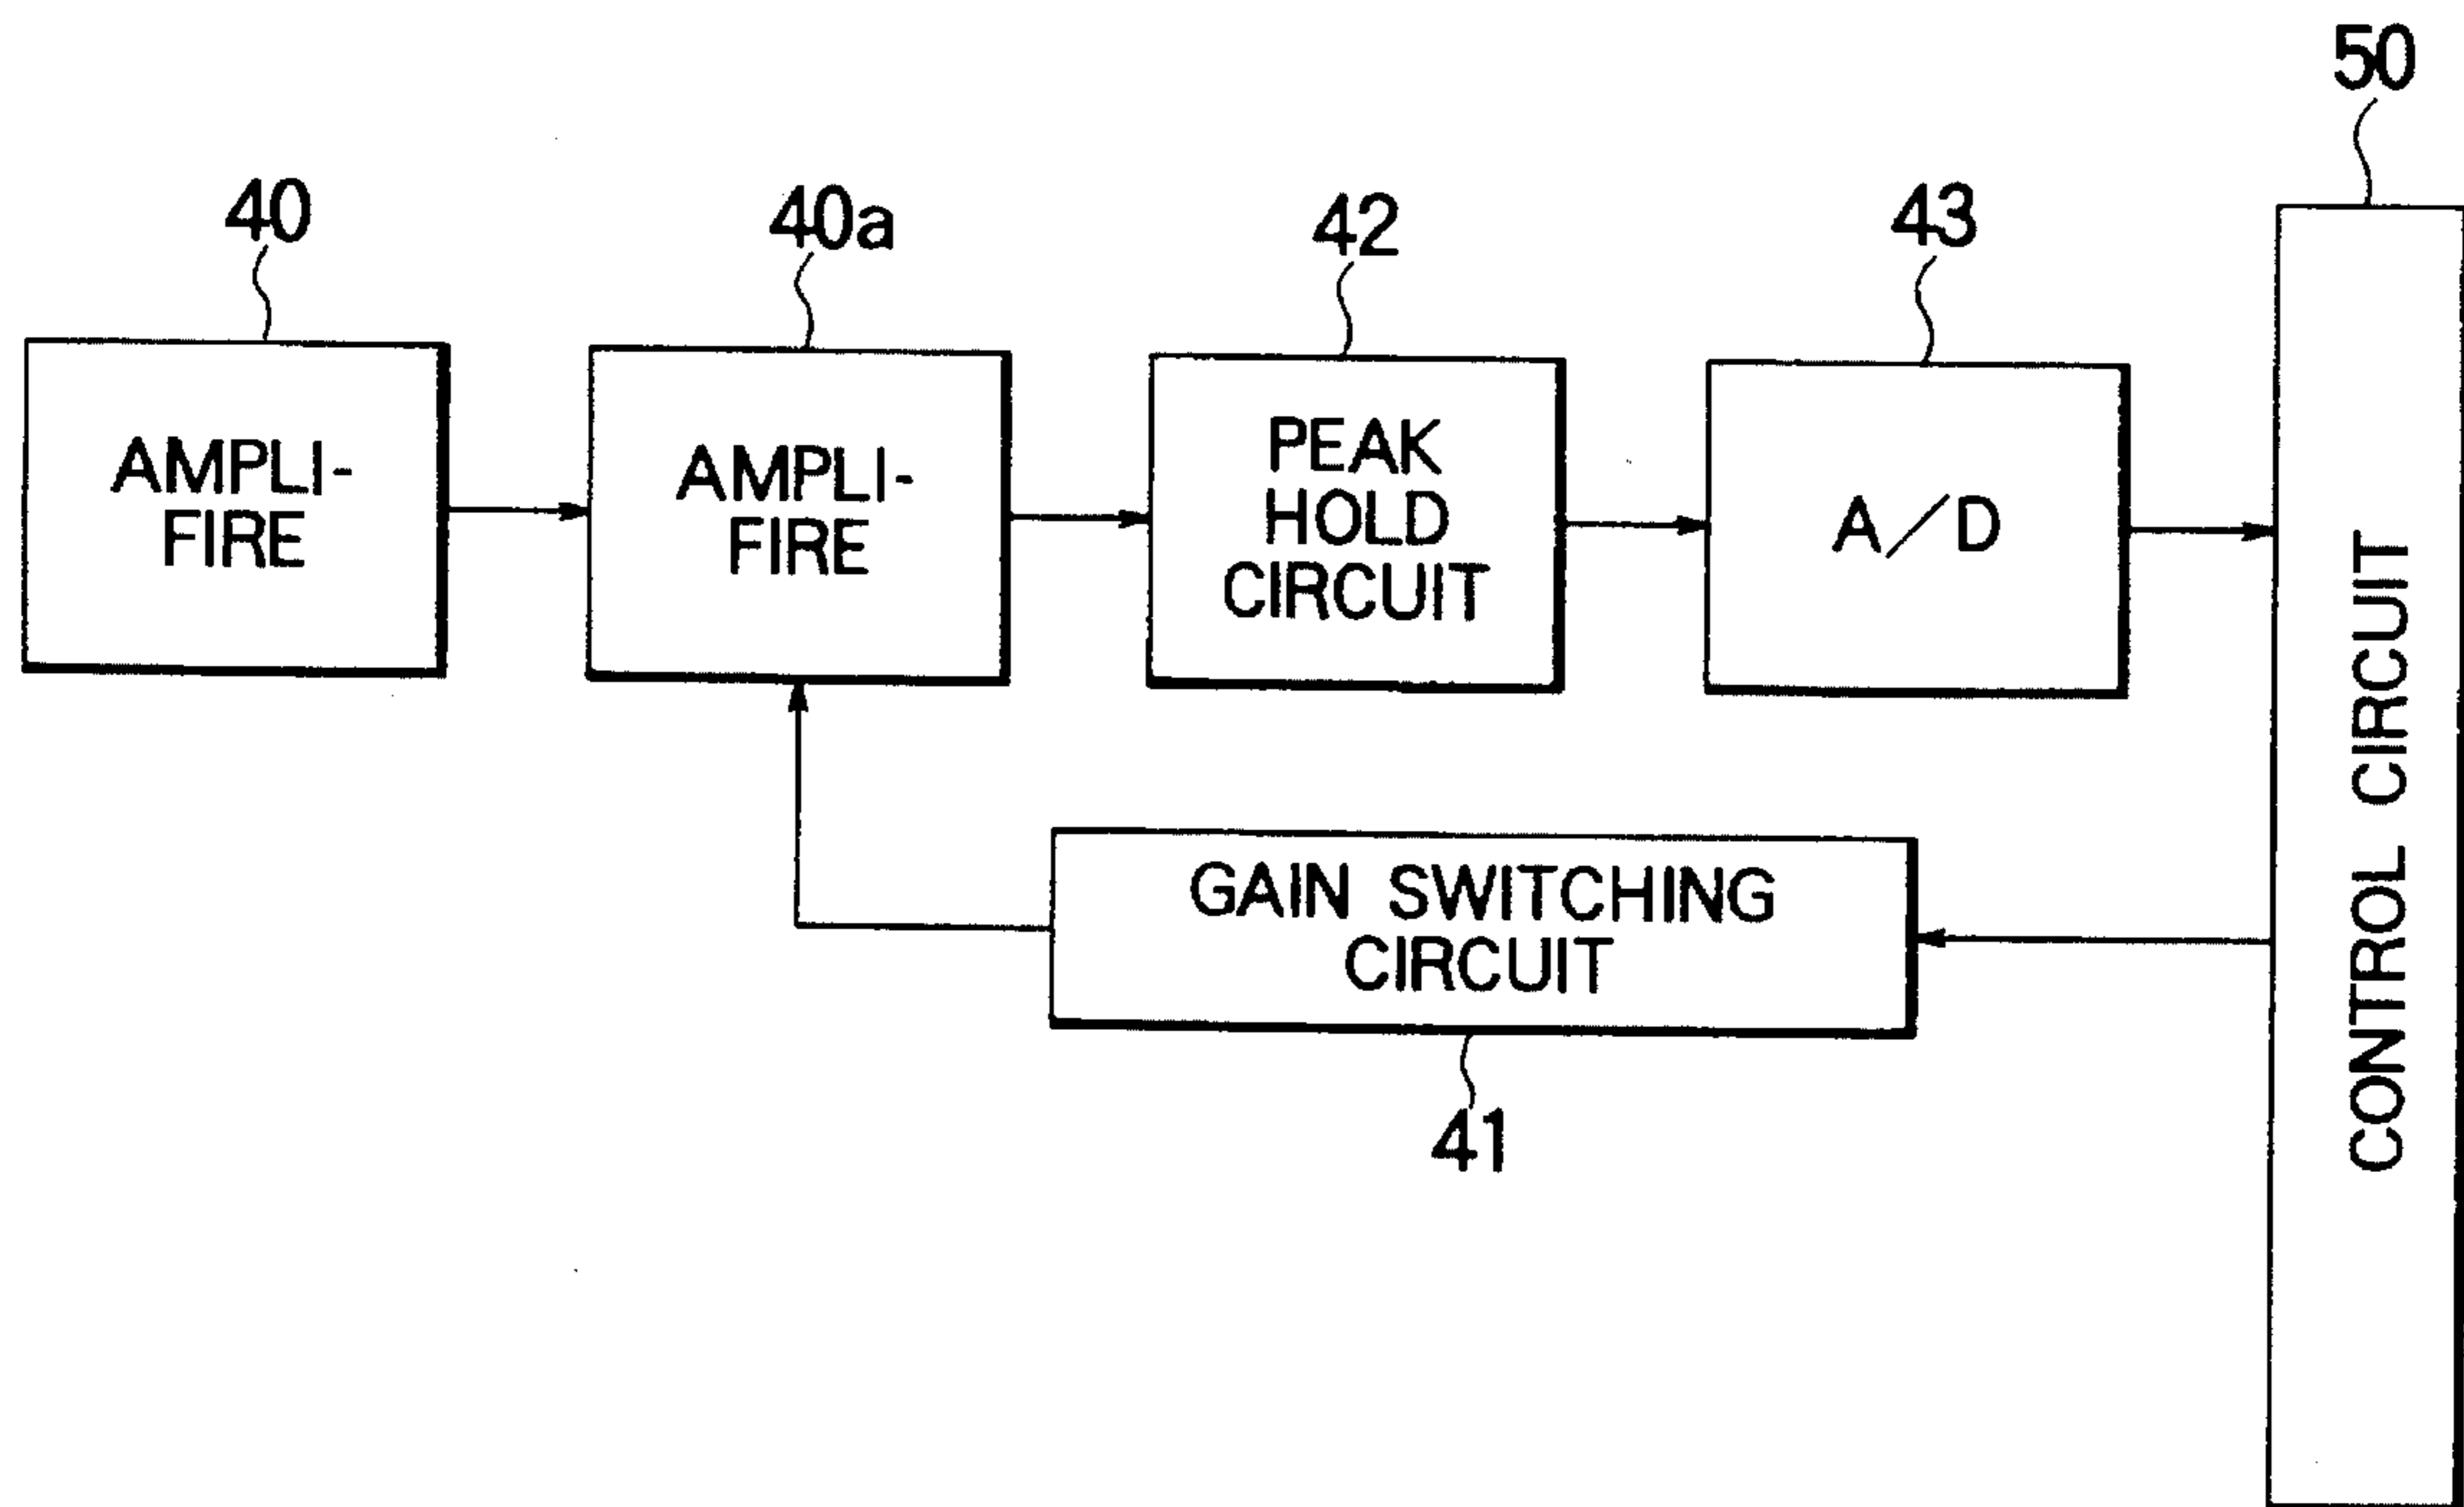 50
40
40a
42
43
AMPLI-
FIRE
AMPLI-
FIRE
PEAK
HOLD
CIRCUIT
A/D
CONTROL CIRCUIT
GAIN SWITCHING
CIRCUIT
41